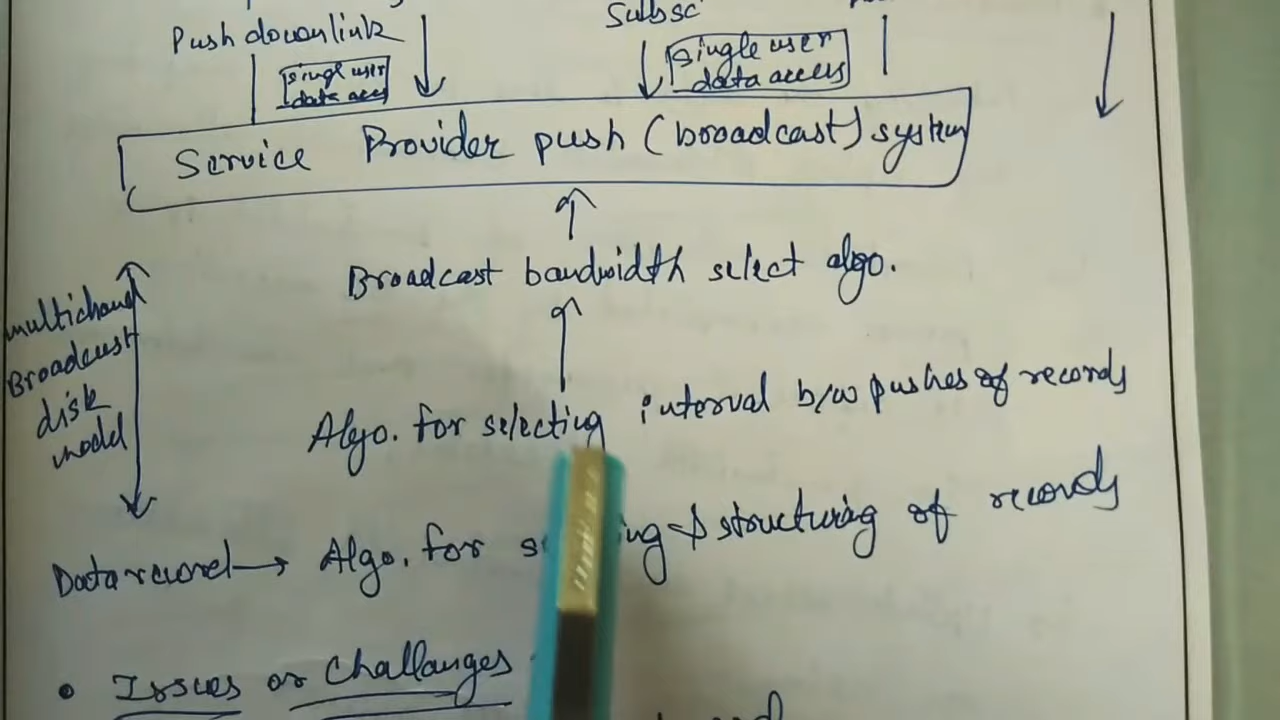 Push downlink
Subsc
single user
data acces
single user
data access
Service Provider push (broadcast) system
Broadcast bandwidth select algo.
multichannel
Broadcast
disk
model
Algo. for selecting interval b/w pushes of records
Data record → Algo. for & structuring of records
• Issues or Challanges